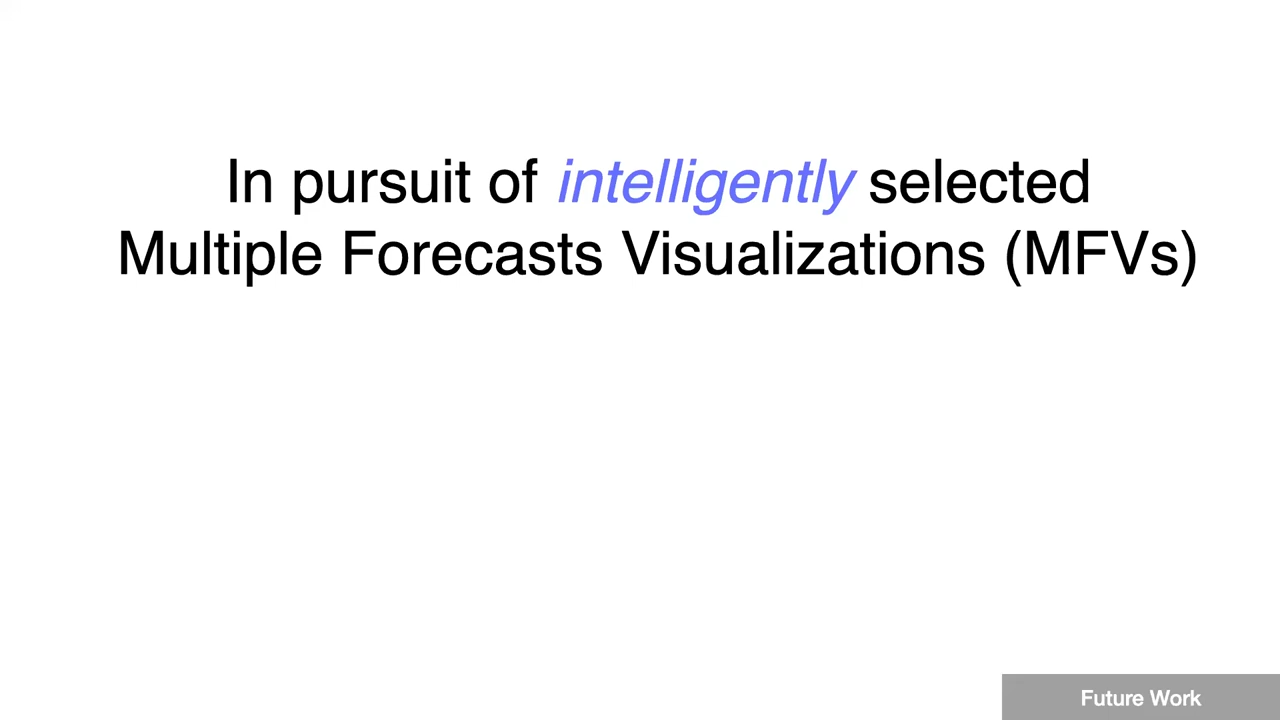 In pursuit of intelligently selected
Multiple Forecasts Visualizations (MFVs)
Future Work